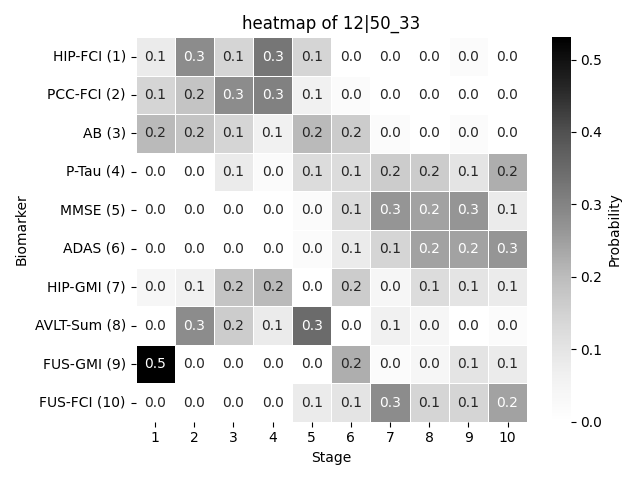 heatmap of 12|50_33
HIP-FCI (1) 0.1 0.3 0.1 0.3 0.1 0.0 0.0 0.0 0.0 0.0
PCC-FCI (2) 0.1 0.2 0.3 0.3 0.1 0.0 0.0 0.0 0.0 0.0
AB (3) 0.2 0.2 0.1 0.1 0.2 0.2 0.0 0.0 0.0 0.0
P-Tau (4) 0.0 0.0 0.1 0.0 0.1 0.1 0.2 0.2 0.1 0.2
MMSE (5) 0.0 0.0 0.0 0.0 0.0 0.1 0.3 0.2 0.3 0.1
ADAS (6) 0.0 0.0 0.0 0.0 0.0 0.1 0.1 0.2 0.2 0.3
HIP-GMI (7) 0.0 0.1 0.2 0.2 0.0 0.2 0.0 0.1 0.1 0.1
AVLT-Sum (8) 0.0 0.3 0.2 0.1 0.3 0.0 0.1 0.0 0.0 0.0
FUS-GMI (9) 0.5 0.0 0.0 0.0 0.0 0.2 0.0 0.0 0.1 0.1
FUS-FCI (10) 0.0 0.0 0.0 0.0 0.1 0.1 0.3 0.1 0.1 0.2
1 2 3 4 5 6 7 8 9 10
Stage
Biomarker
0.5
0.4
0.3
0.2
0.1
0.0
Probability